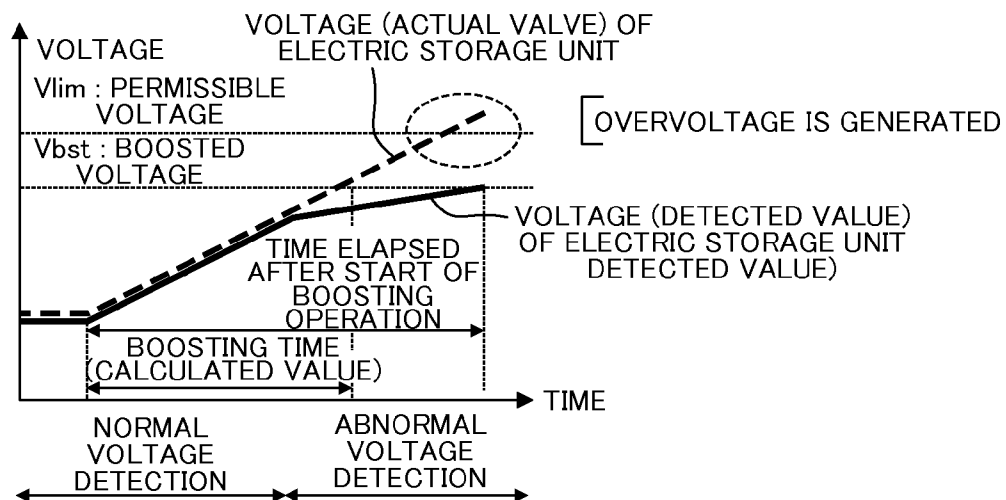 VOLTAGE (ACTUAL VALVE) OF
ELECTRIC STORAGE UNIT
VOLTAGE
Vlim : PERMISSIBLE
VOLTAGE
OVERVOLTAGE IS GENERATED
Vbst : BOOSTED
VOLTAGE
VOLTAGE (DETECTED VALUE)
OF ELECTRIC STORAGE UNIT
DETECTED VALUE)
TIME ELAPSED
AFTER START OF
BOOSTING
OPERATION
BOOSTING TIME
(CALCULATED VALUE)
TIME
NORMAL
VOLTAGE
DETECTION
ABNORMAL
VOLTAGE
DETECTION